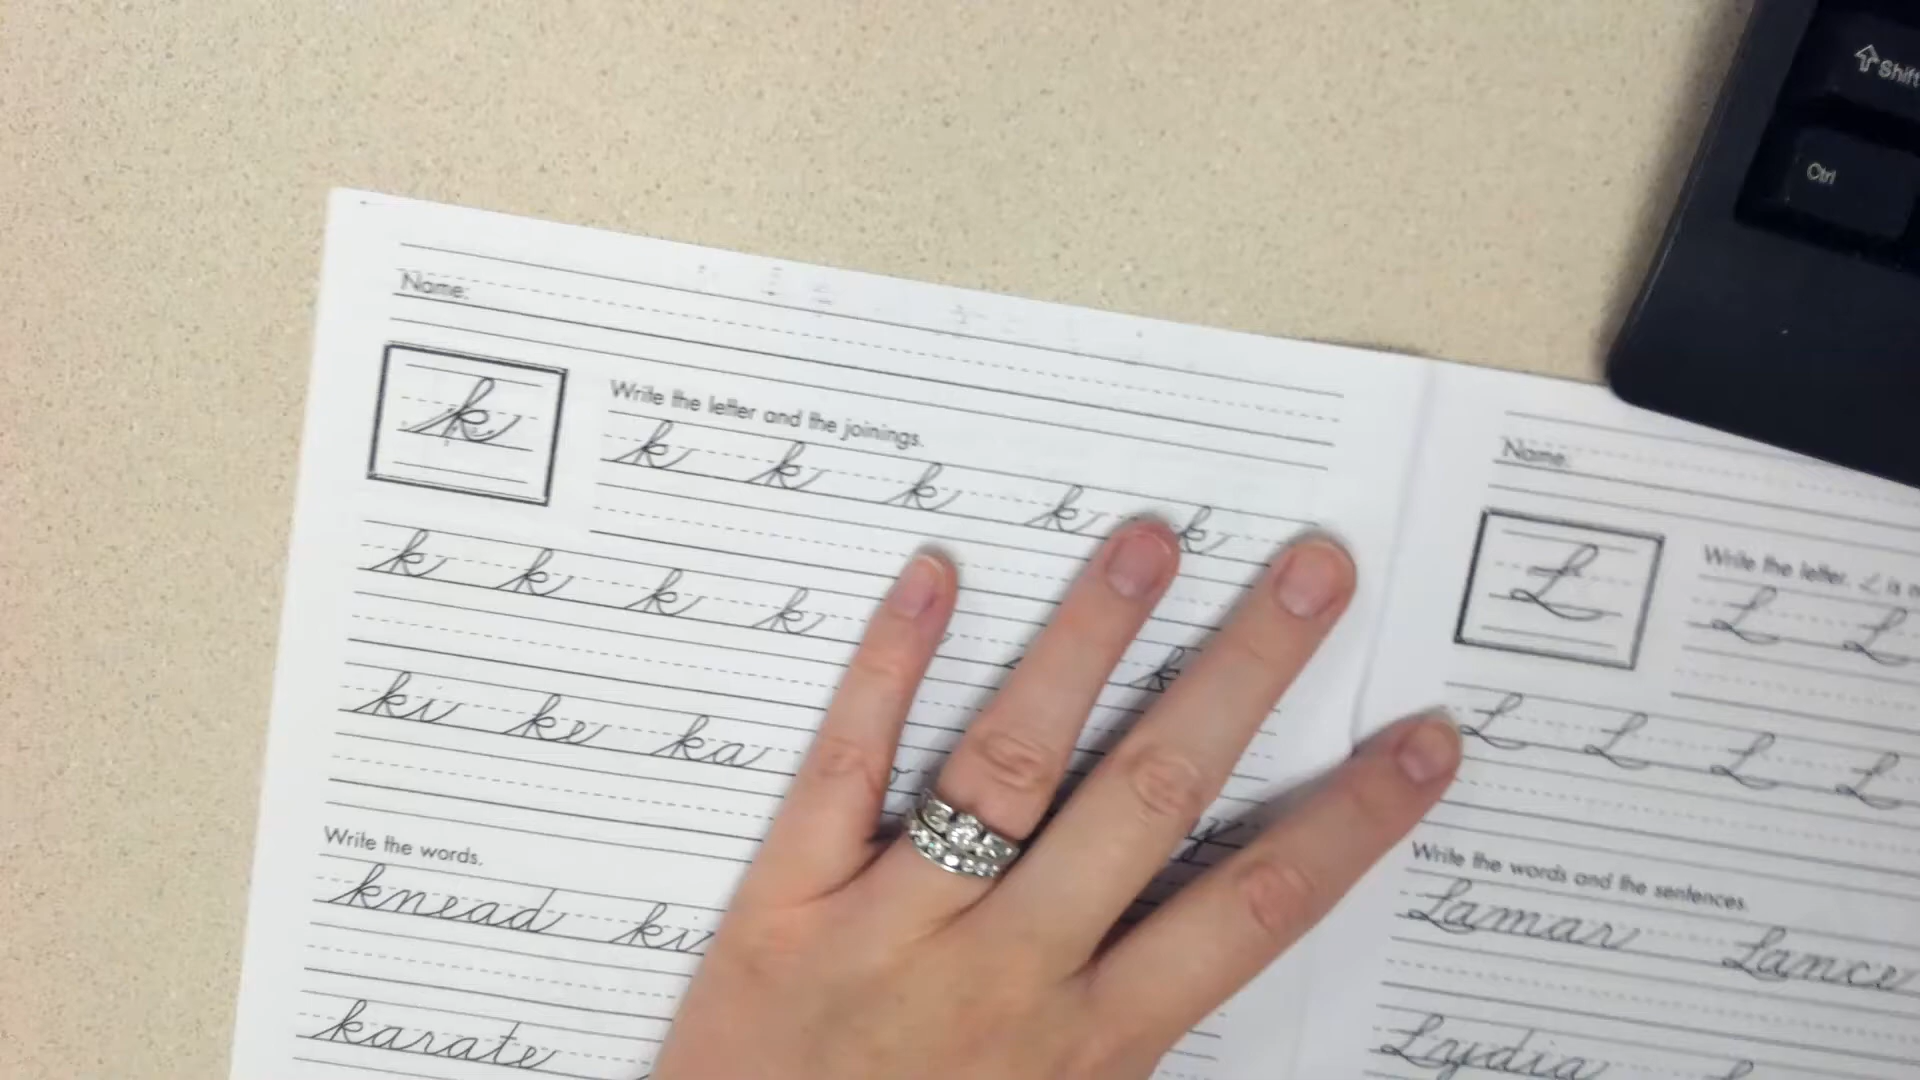 Shift
Ctrl
Name:
k
Write the letter and the joinings.
k k k k k
k k k k k
ki ke ka
Write the words.
knead
karate
Name:
L
Write the letter. L is
L L
L L L L
Write the words and the sentences.
Lamar Lance
Lydia